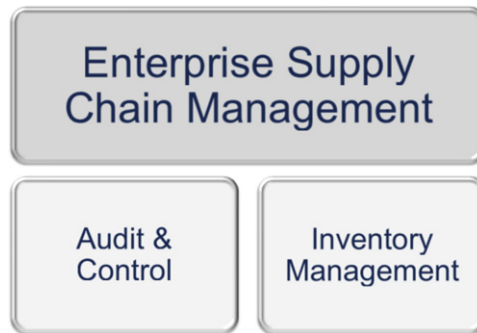 Enterprise Supply
Chain Management
Audit &
Control
Inventory
Management